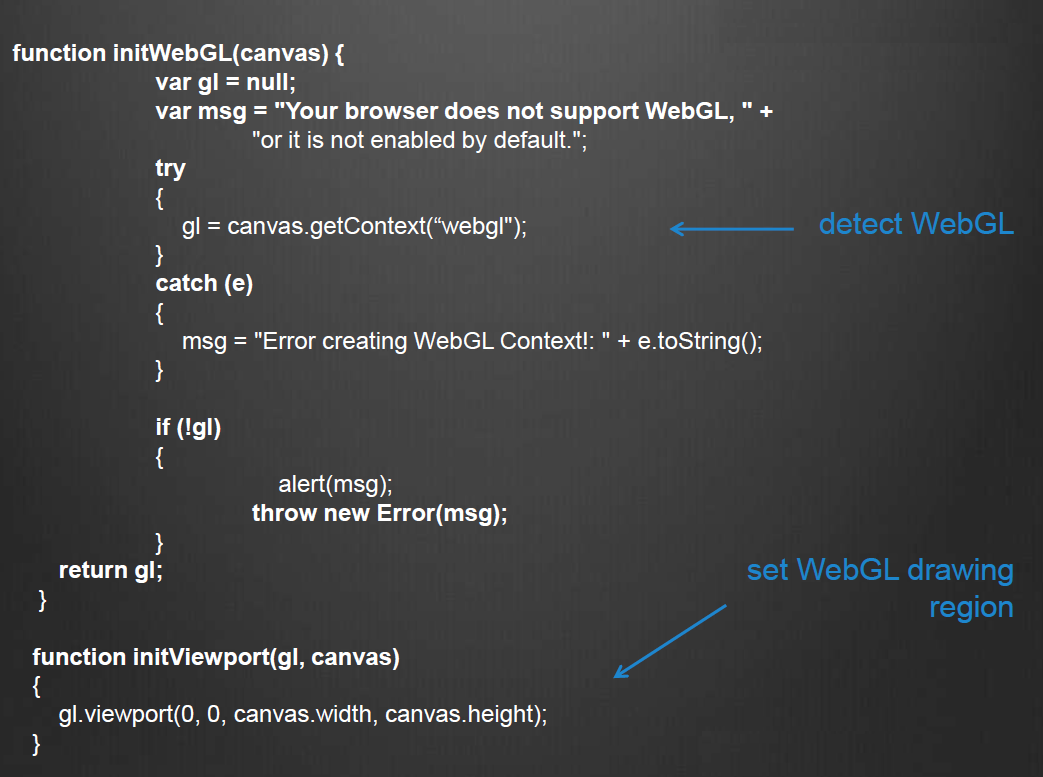 function initWebGL(canvas) {
var gl = null;
var msg = "Your browser does not support WebGL, " +
"or it is not enabled by default.";
try
{
gl = canvas.getContext(“webgl");
}
catch (e)
{
msg = "Error creating WebGL Context!: " + e.toString();
}
if (!gl)
{
alert(msg);
throw new Error(msg);
}
return gl;
}
function initViewport(gl, canvas)
{
gl.viewport(0, 0, canvas.width, canvas.height);
}
detect WebGL
set WebGL drawing
region